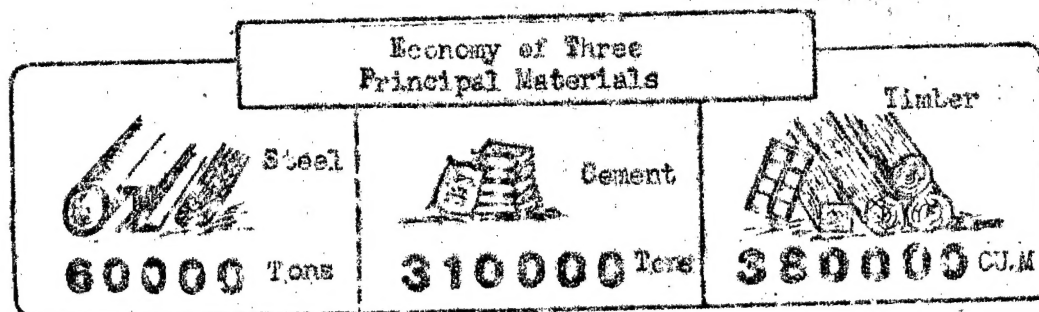 Economy of Three
Principal Materials
Steel
60000 Tons
Cement
310000 Tons
Timber
380000 CU.M